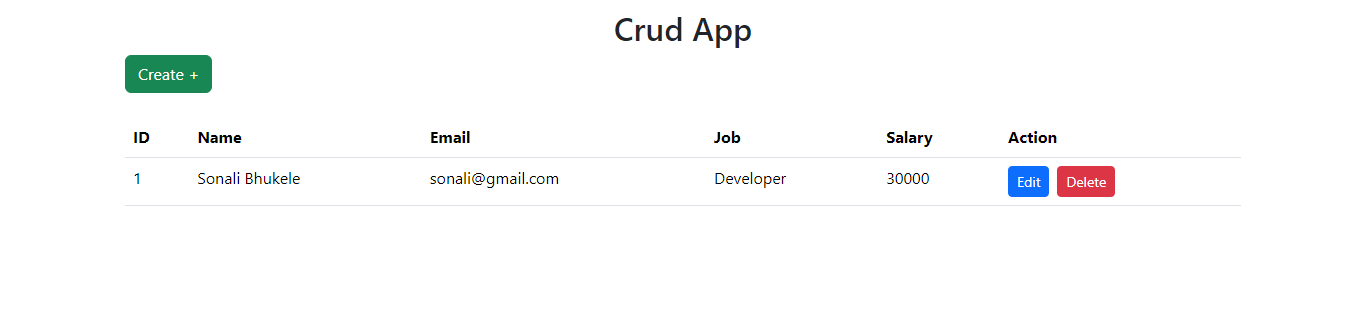 Crud App
Create +
ID Name Email Job Salary Action
1 Sonali Bhukele sonali@gmail.com Developer 30000 Edit Delete